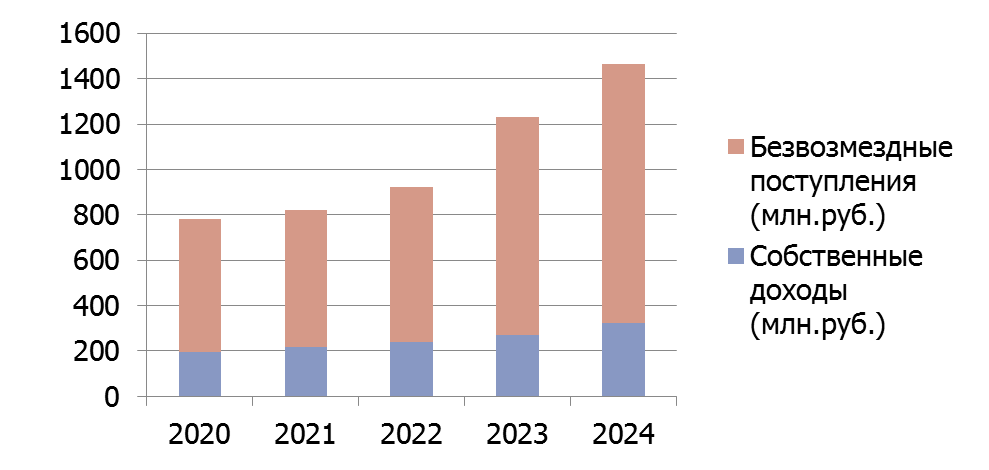 1600
1400
1200
1000
800
600
400
200
0
2020
2021
2022
2023
2024
Безвозмездные
поступления
(млн.руб.)
Собственные
доходы
(млн.руб.)